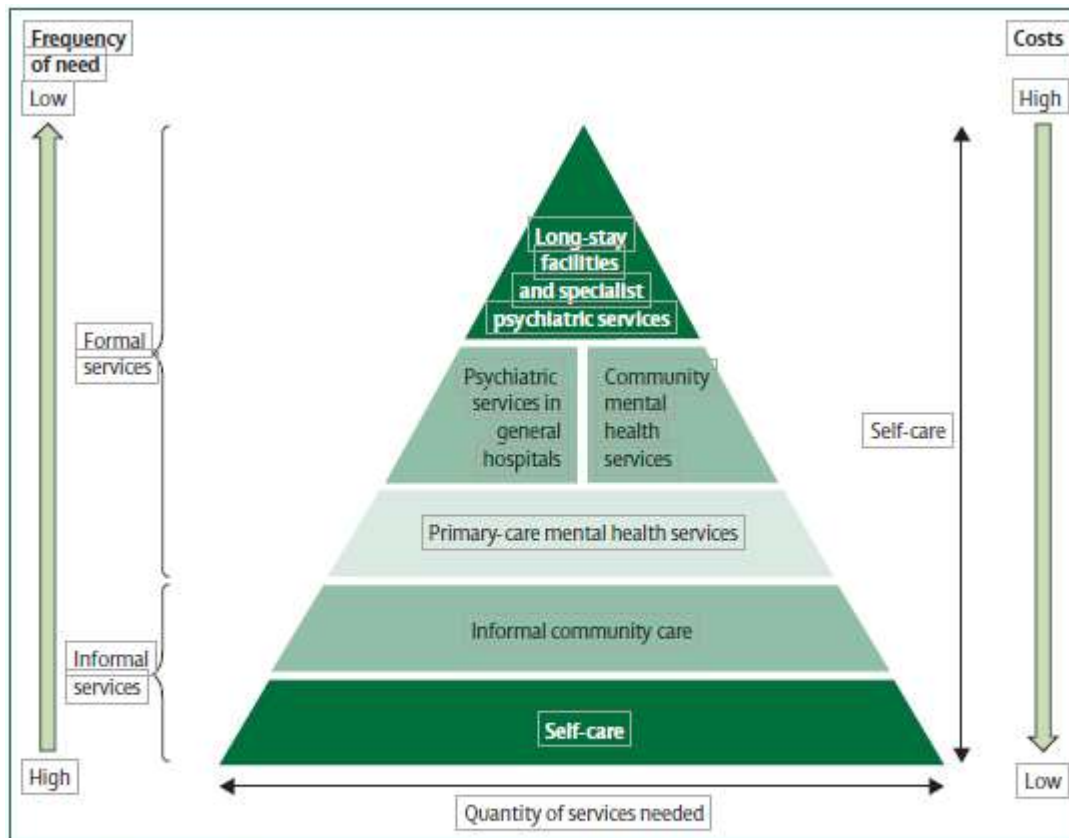 Frequency
of need
Low
Costs
High
Long-stay
facilities
and specialist
psychiatric services
Formal
services
Psychiatric
services in
general
hospitals
Community
mental
health
services
Self-care
Primary-care mental health services
Informal community care
Informal
services
Self-care
High
Low
Quantity of services needed